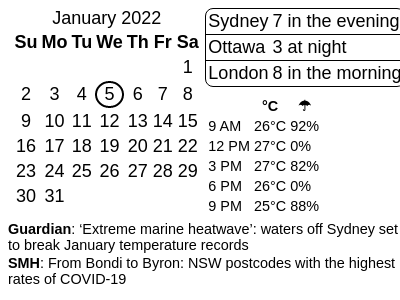 January 2022
Su Mo Tu We Th Fr Sa
1
2 3 4 5 6 7 8
9 10 11 12 13 14 15
16 17 18 19 20 21 22
23 24 25 26 27 28 29
30 31
Sydney 7 in the evening
Ottawa 3 at night
London 8 in the morning
°C ☂
9 AM 26°C 92%
12 PM 27°C 0%
3 PM 27°C 82%
6 PM 26°C 0%
9 PM 25°C 88%
Guardian: ‘Extreme marine heatwave’: waters off Sydney set
to break January temperature records
SMH: From Bondi to Byron: NSW postcodes with the highest
rates of COVID-19